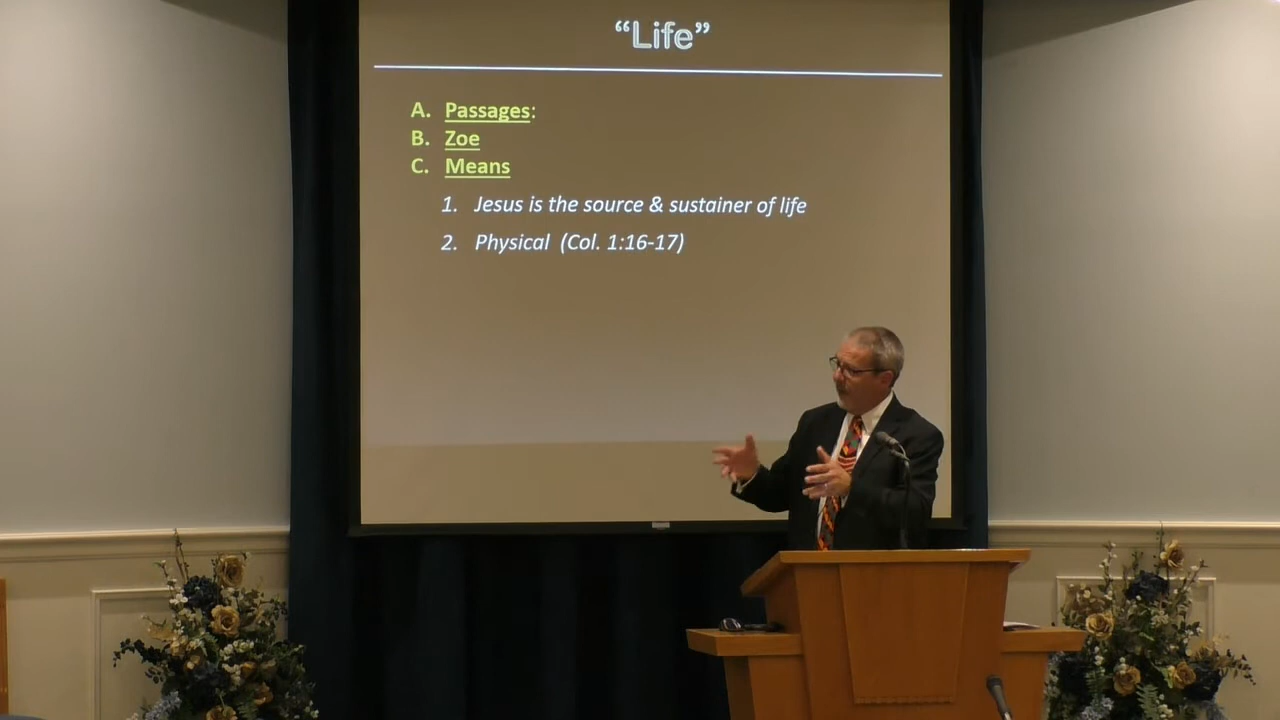 “Life”
A. Passages:
B. Zoe
C. Means
1. Jesus is the source & sustainer of life
2. Physical (Col. 1:16-17)